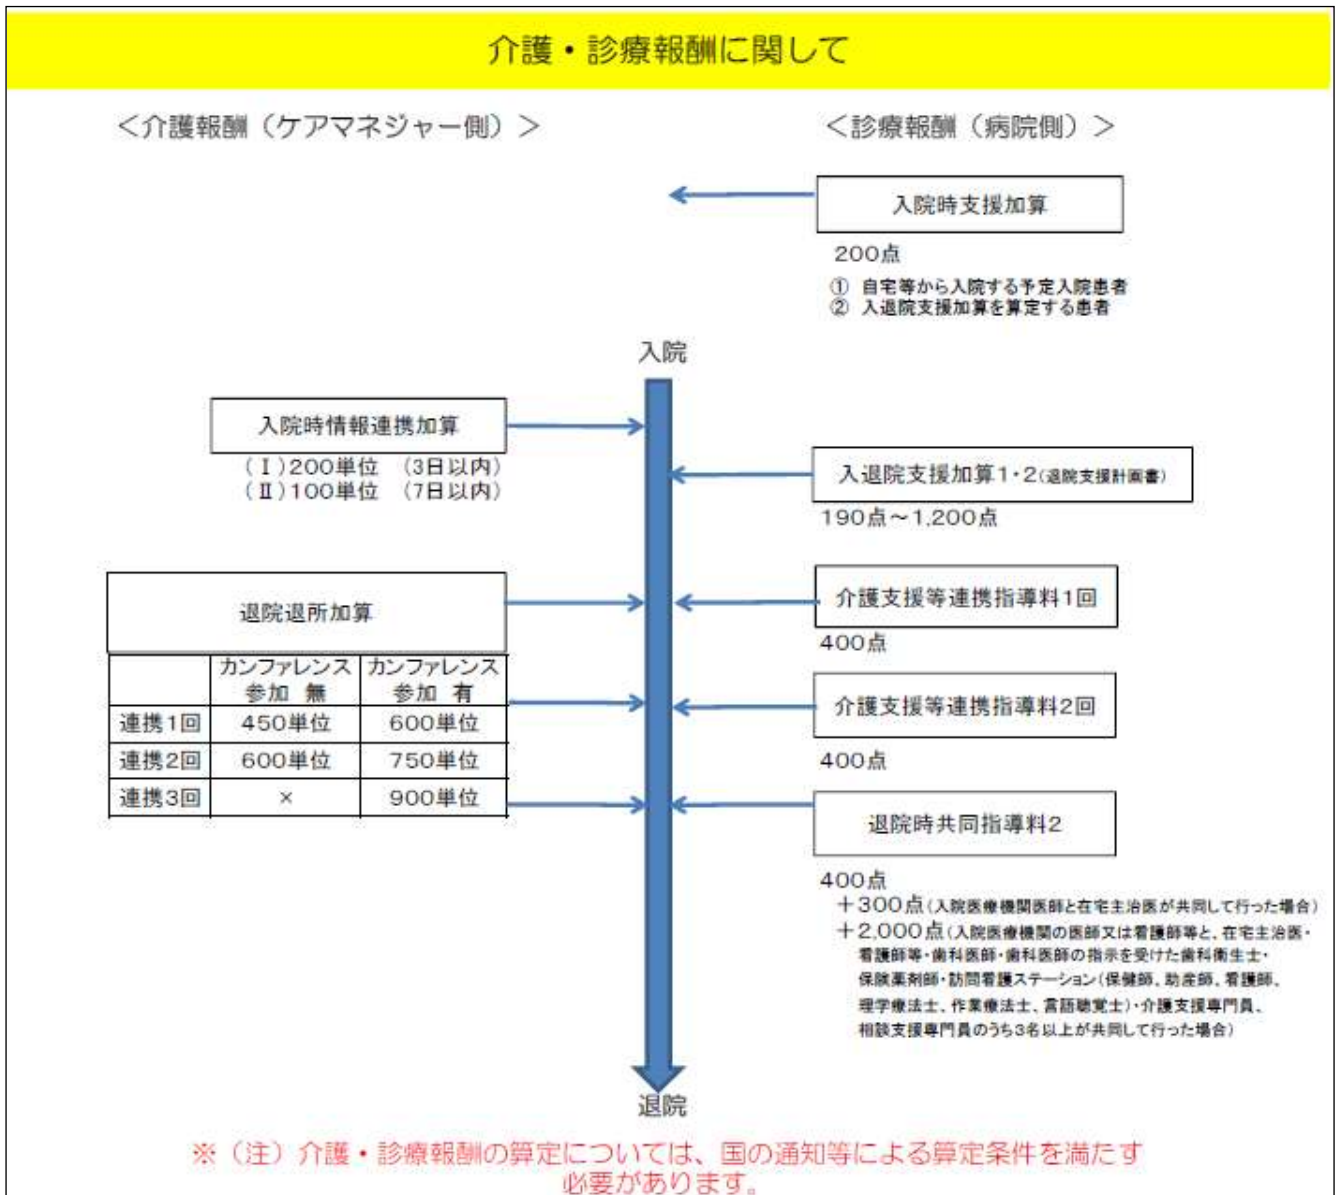 介護・診療報酬に関して
＜介護報酬（ケアマネジャー側）＞
＜診療報酬（病院側）＞
入院時支援加算
200点
① 自宅等から入院する予定入院患者
② 入退院支援加算を算定する患者
入院
入院時情報連携加算
（Ⅰ）200単位 （3日以内）
（Ⅱ）100単位 （7日以内）
入退院支援加算1・2(退院支援計画書)
190点～1,200点
退院退所加算
カンファレンス参加 無
カンファレンス参加 有
連携1回 450単位 600単位
連携2回 600単位 750単位
連携3回 × 900単位
介護支援等連携指導料1回
400点
介護支援等連携指導料2回
400点
退院時共同指導料2
400点
＋300点(入院医療機関医師と在宅主治医が共同して行った場合)
＋2,000点(入院医療機関の医師又は看護師等と、在宅主治医・
看護師等・歯科医師・歯科医師の指示を受けた歯科衛生士・
保険薬剤師・訪問看護ステーション(保健師、助産師、看護師、
理学療法士、作業療法士、言語聴覚士)・介護支援専門員、
相談支援専門員のうち3名以上が共同して行った場合)
退院
※（注）介護・診療報酬の算定については、国の通知等による算定条件を満たす
必要があります。